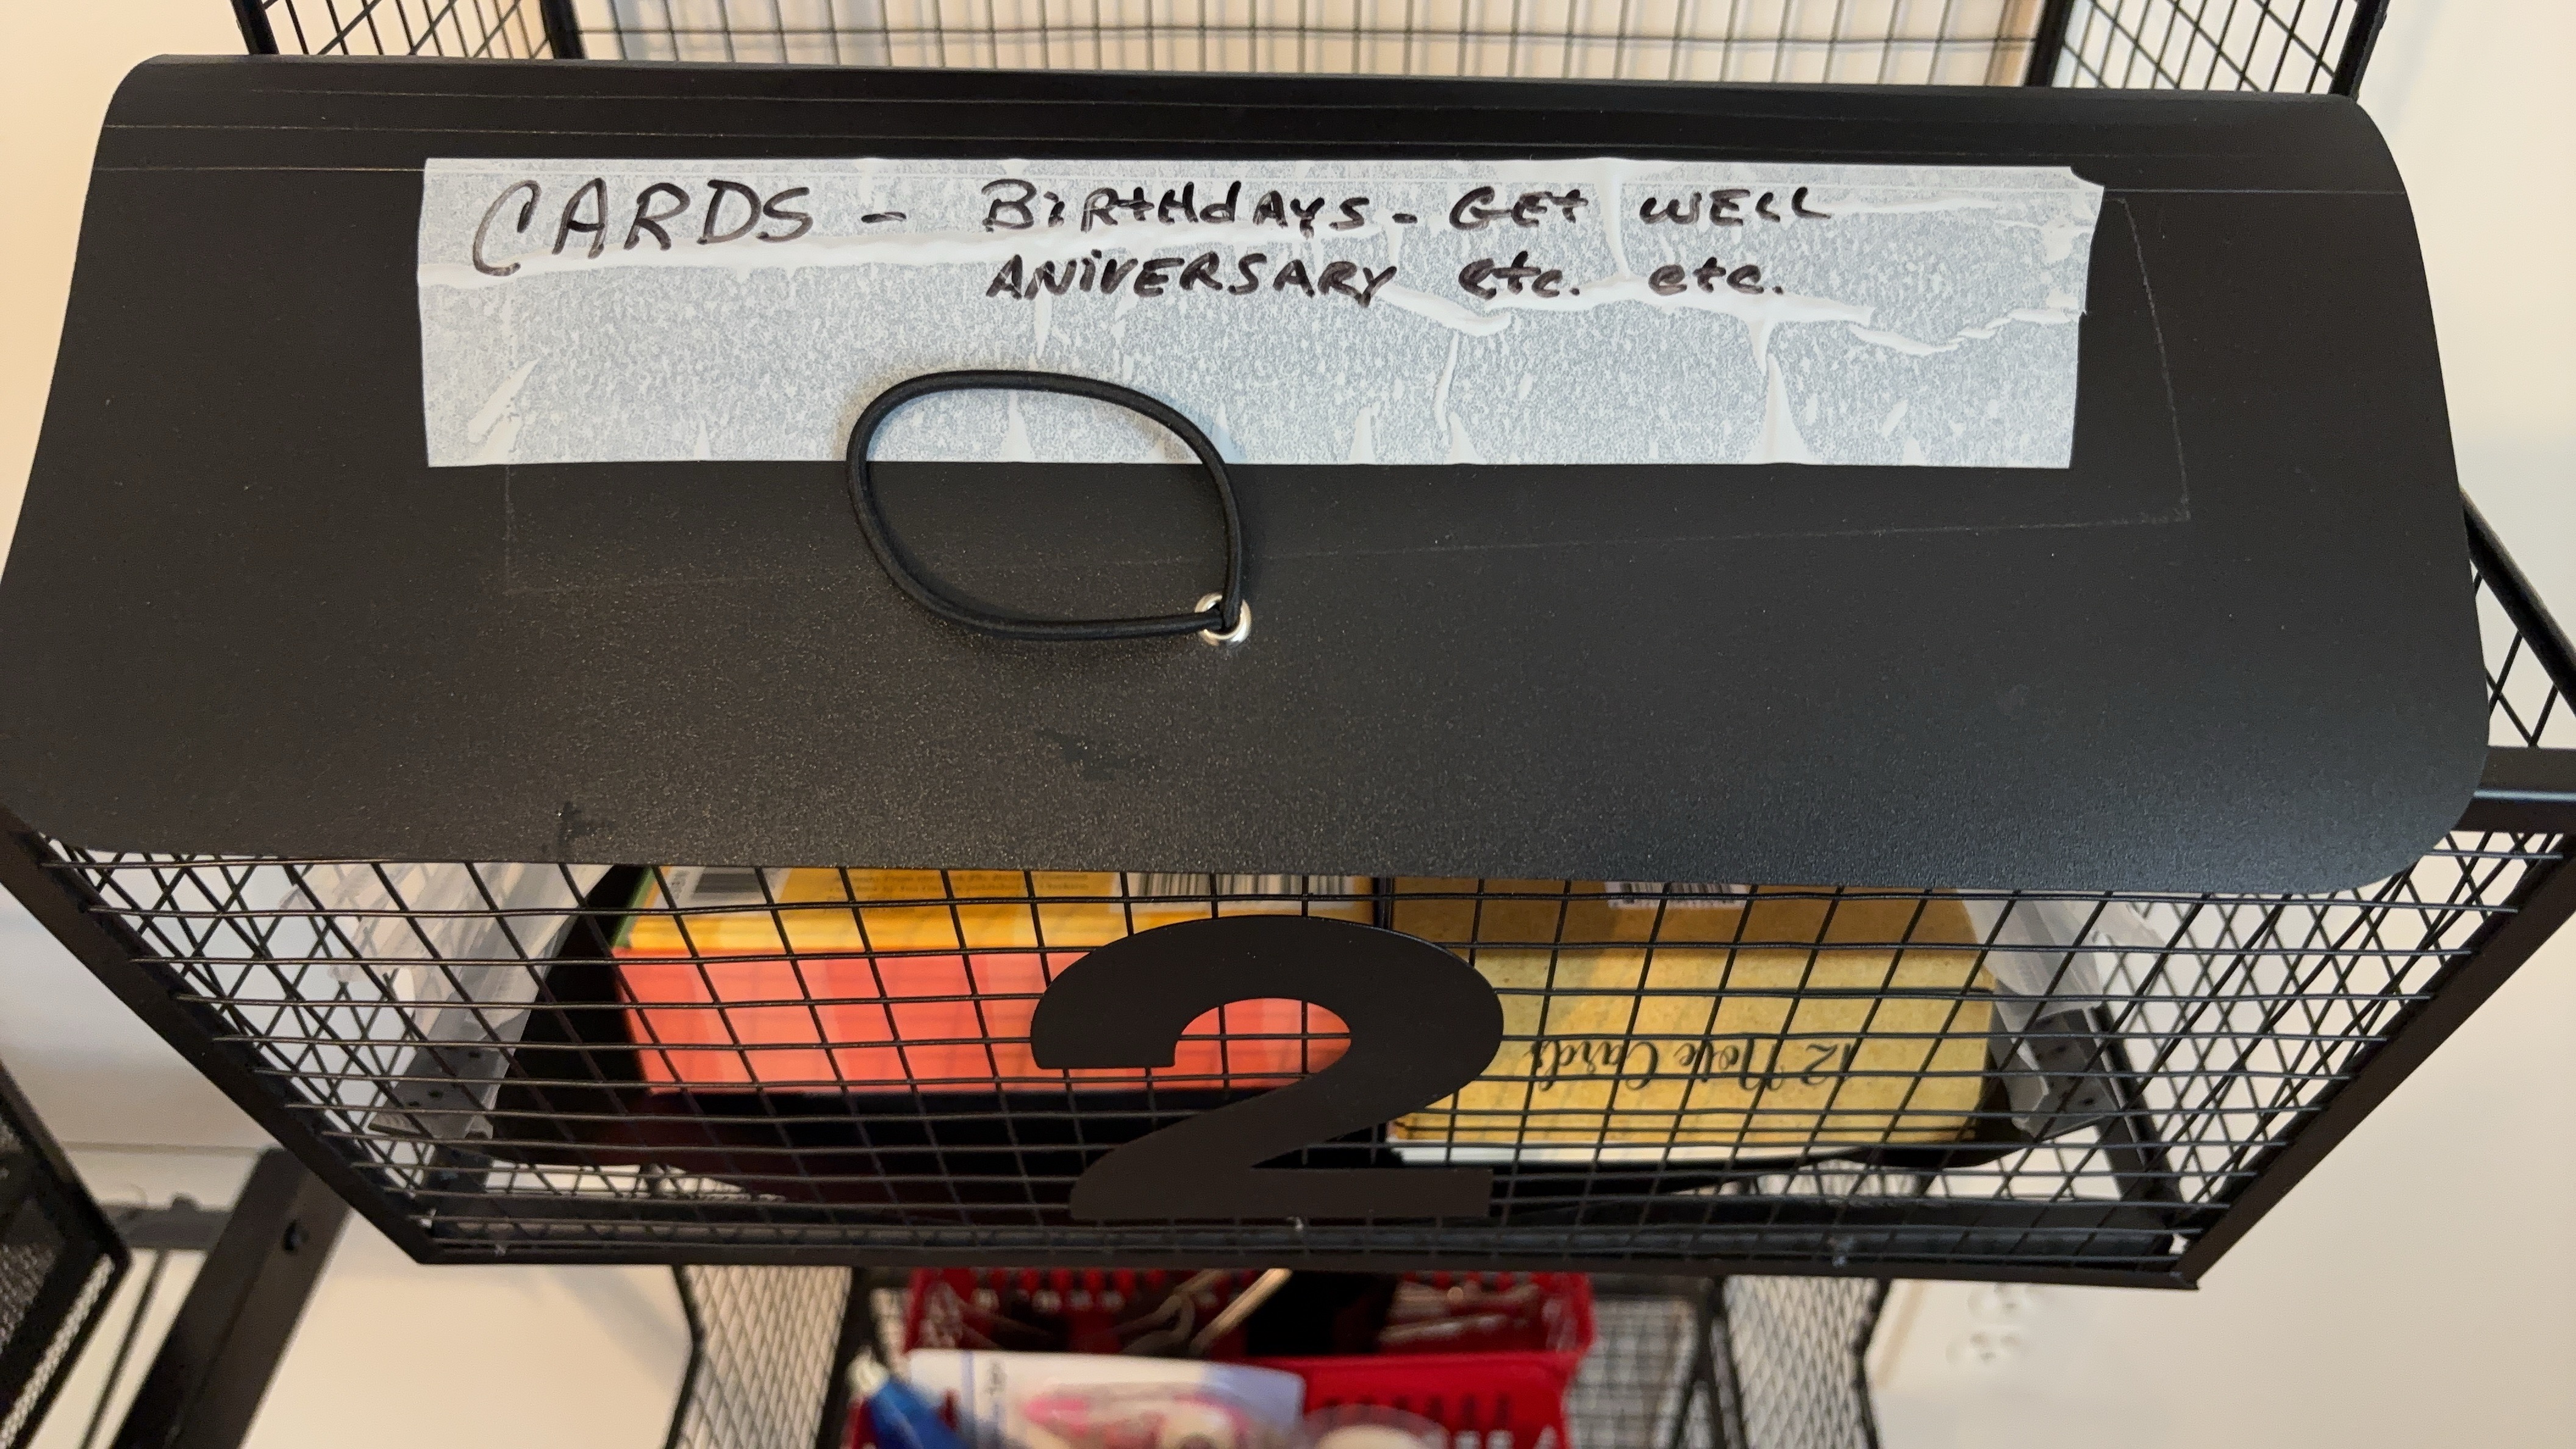 CARDS - BiRtHdAYS - GEt WELL
ANiVERSARY etc. etc.
2
12 Note Cards